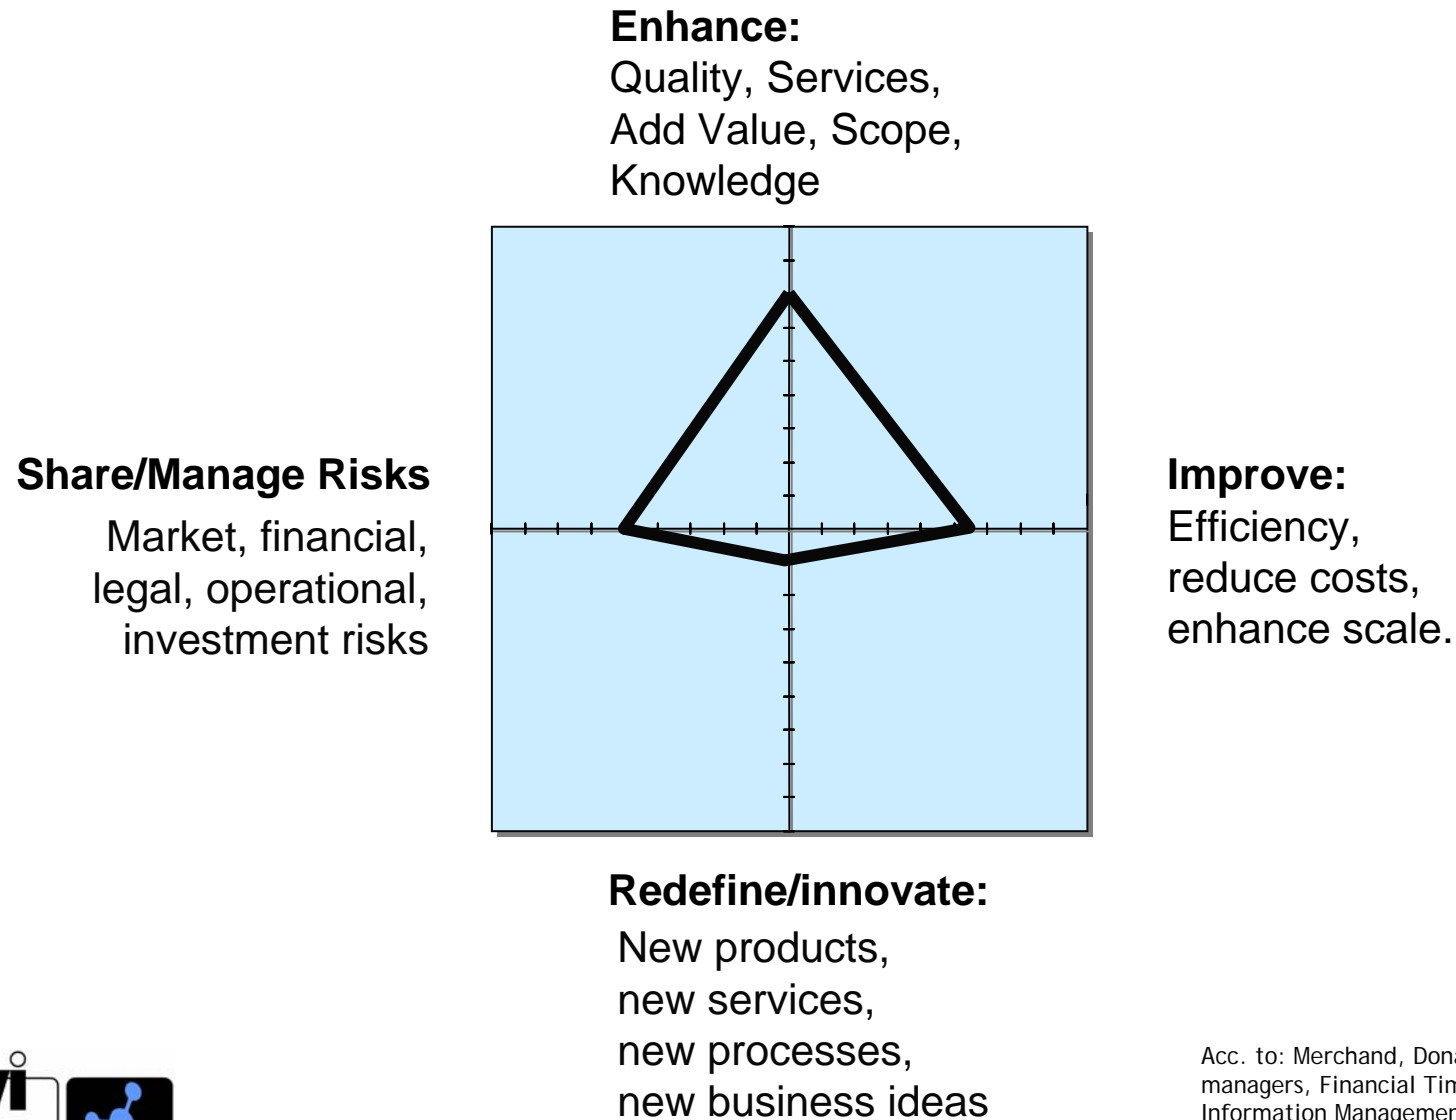 Enhance:
Quality, Services,
Add Value, Scope,
Knowledge
Share/Manage Risks
Market, financial,
legal, operational,
investment risks
Improve:
Efficiency,
reduce costs,
enhance scale.
Redefine/innovate:
New products,
new services,
new processes,
new business ideas
Acc. to: Merchand,
managers, Financial
Information